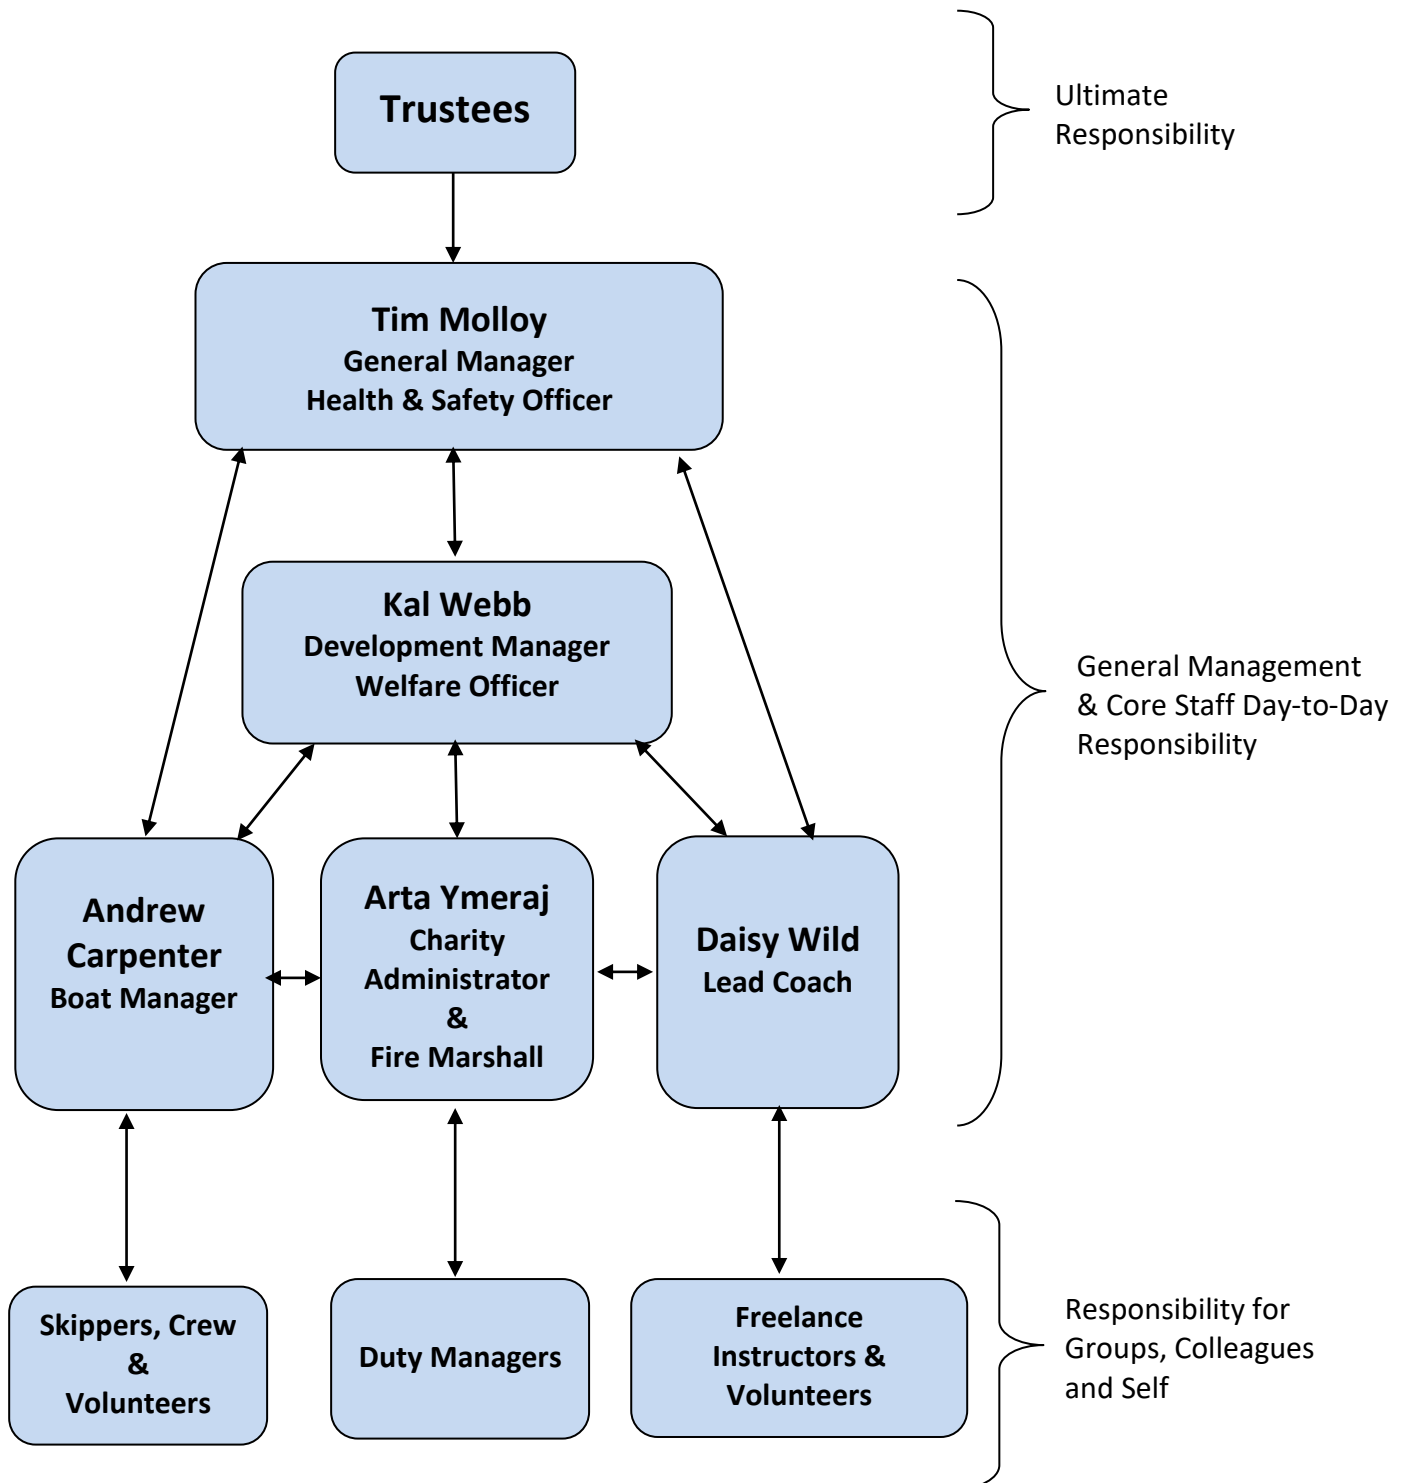 Trustees
Ultimate
Responsibility
Tim Molloy
General Manager
Health & Safety Officer
Kal Webb
Development Manager
Welfare Officer
General Management
& Core Staff Day-to-Day
Responsibility
Andrew
Carpenter
Boat Manager
Arta Ymeraj
Charity
Administrator
&
Fire Marshall
Daisy Wild
Lead Coach
Skippers, Crew
&
Volunteers
Duty Managers
Freelance
Instructors &
Volunteers
Responsibility for
Groups, Colleagues
and Self